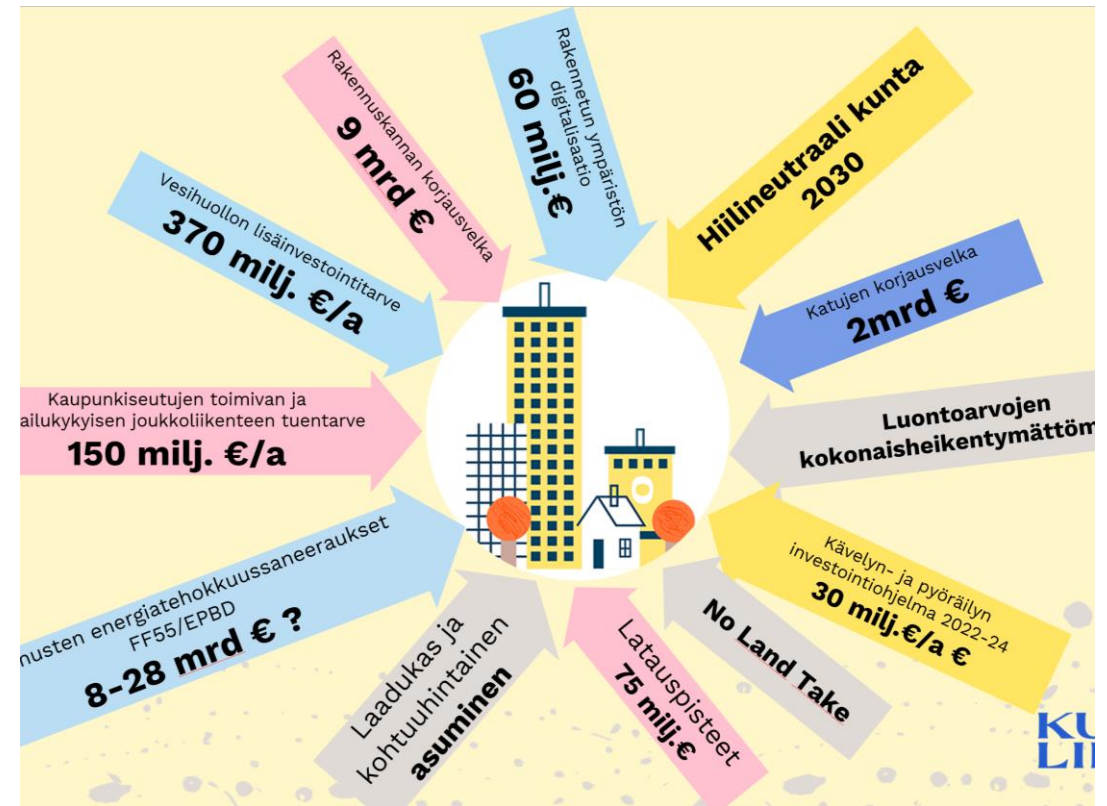 Rakennetun ympäristön
digitalisaatio
60 milj.€
Hiilineutraali kunta
2030
Katujen korjausvelka
2mrd €
Luontoarvojen
kokonaisheikentymättöm
Kävelyn- ja pyöräilyn
investointiohjelma 2022-24
30 milj.€/a €
No Land Take
Latauspisteet
75 milj.€
Laadukas ja
kohtuuhintainen
asuminen
nusten energiatehokkuussaneeraukset
FF55/EPBD
8-28 mrd € ?
Kaupunkiseutujen toimivan ja
ailukykyisen joukkoliikenteen tuentarve
150 milj. €/a
Vesihuollon lisäinvestointitarve
370 milj. €/a
Rakennuskannan korjausvelka
9 mrd €
KU
LI